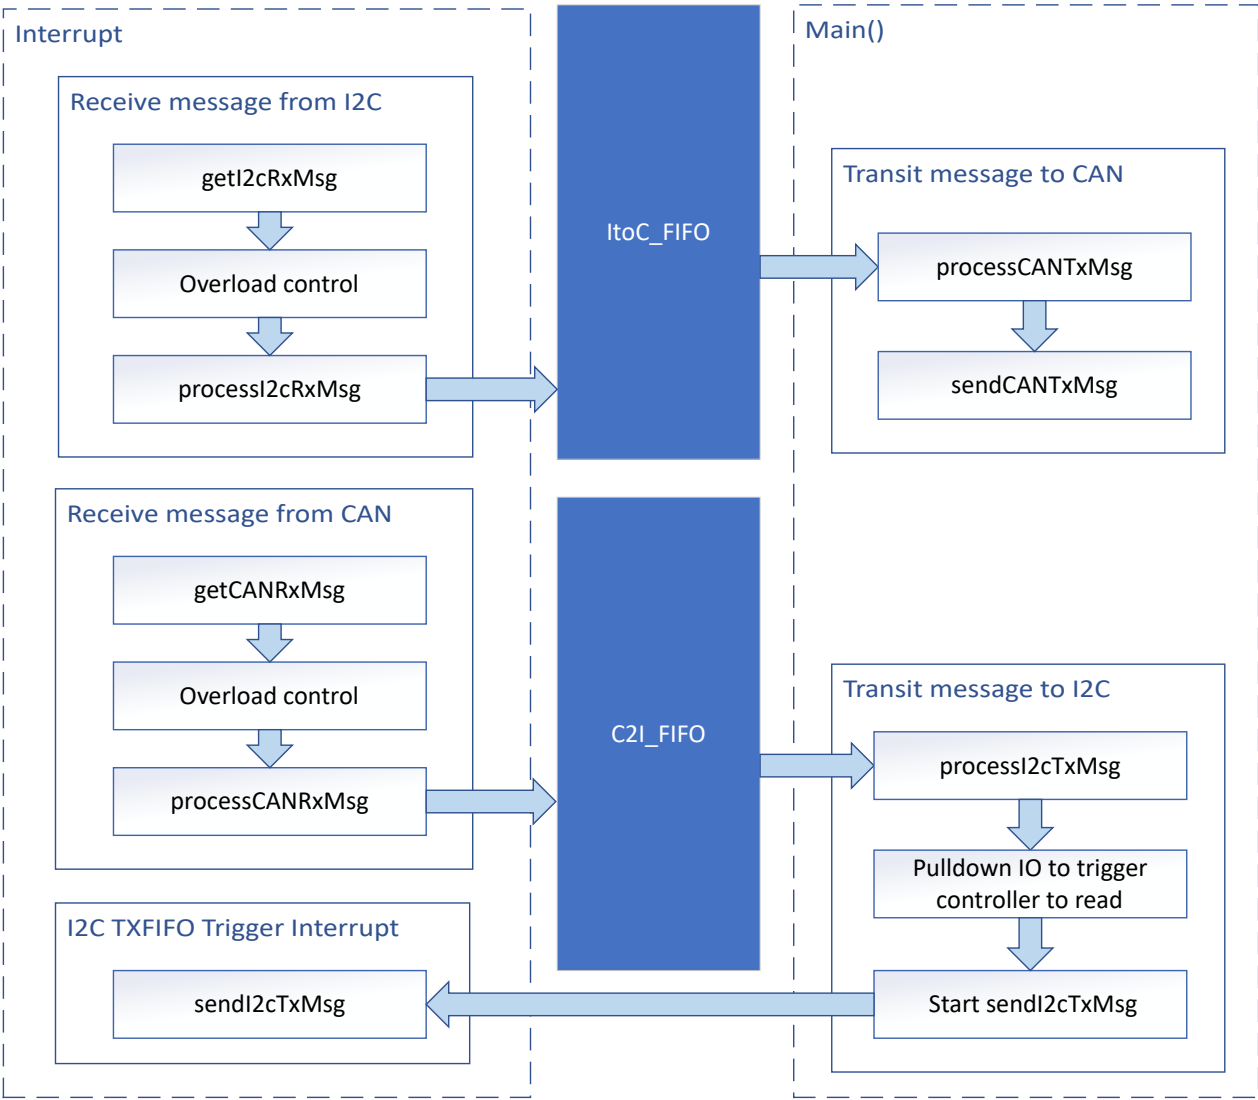 Interrupt
Receive message from I2C
getI2cRxMsg
Overload control
processI2cRxMsg
Receive message from CAN
getCANRxMsg
Overload control
processCANRxMsg
I2C TXFIFO Trigger Interrupt
sendI2cTxMsg
ItoC_FIFO
C2I_FIFO
Main()
Transit message to CAN
processCANTxMsg
sendCANTxMsg
Transit message to I2C
processI2cTxMsg
Pulldown IO to trigger
controller to read
Start sendI2cTxMsg